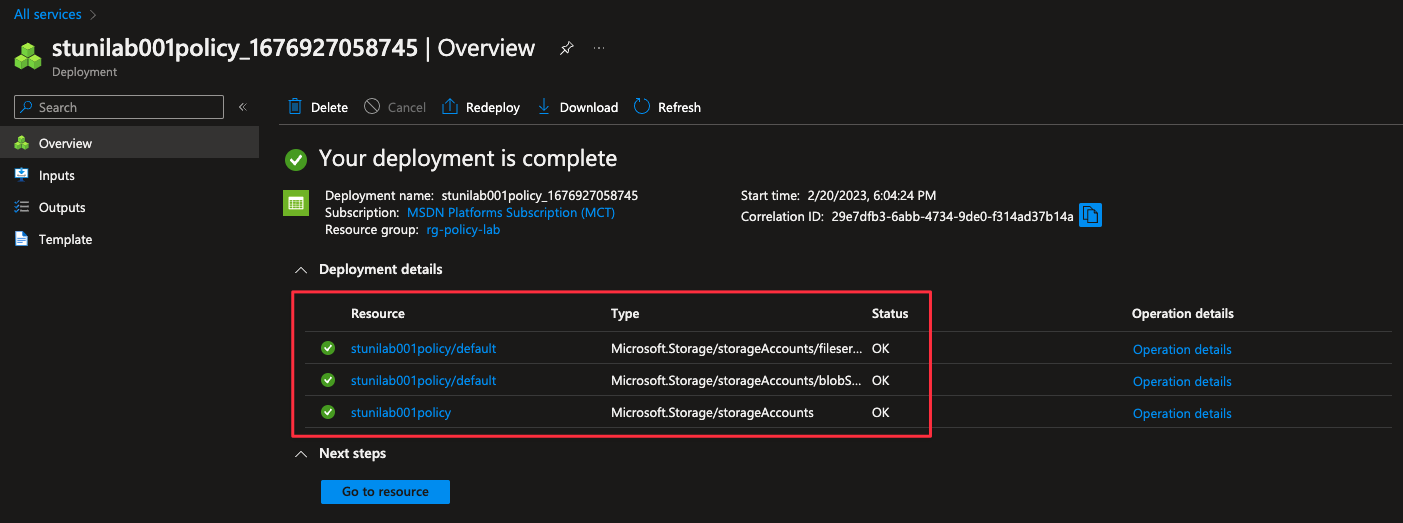 All services
stunilab001policy_1676927058745 | Overview
Deployment
Search
Overview
Inputs
Outputs
Template
Delete Cancel Redeploy Download Refresh
Your deployment is complete
Deployment name: stunilab001policy_1676927058745
Subscription: MSDN Platforms Subscription (MCT)
Resource group: rg-policy-lab
Start time: 2/20/2023, 6:04:24 PM
Correlation ID: 29e7dfb3-6abb-4734-9de0-f314ad37b14a
Deployment details
Resource Type Status Operation details
stunilab001policy/default Microsoft.Storage/storageAccounts/fileser... OK Operation details
stunilab001policy/default Microsoft.Storage/storageAccounts/blobS... OK Operation details
stunilab001policy Microsoft.Storage/storageAccounts OK Operation details
Next steps
Go to resource